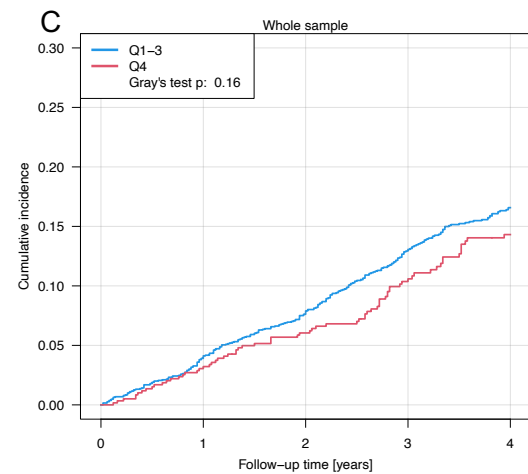 C
Whole sample
Q1−3
Q4
Gray's test p: 0.16
Cumulative incidence
0.30
0.25
0.20
0.15
0.10
0.05
0.00
0 1 2 3 4
Follow−up time [years]